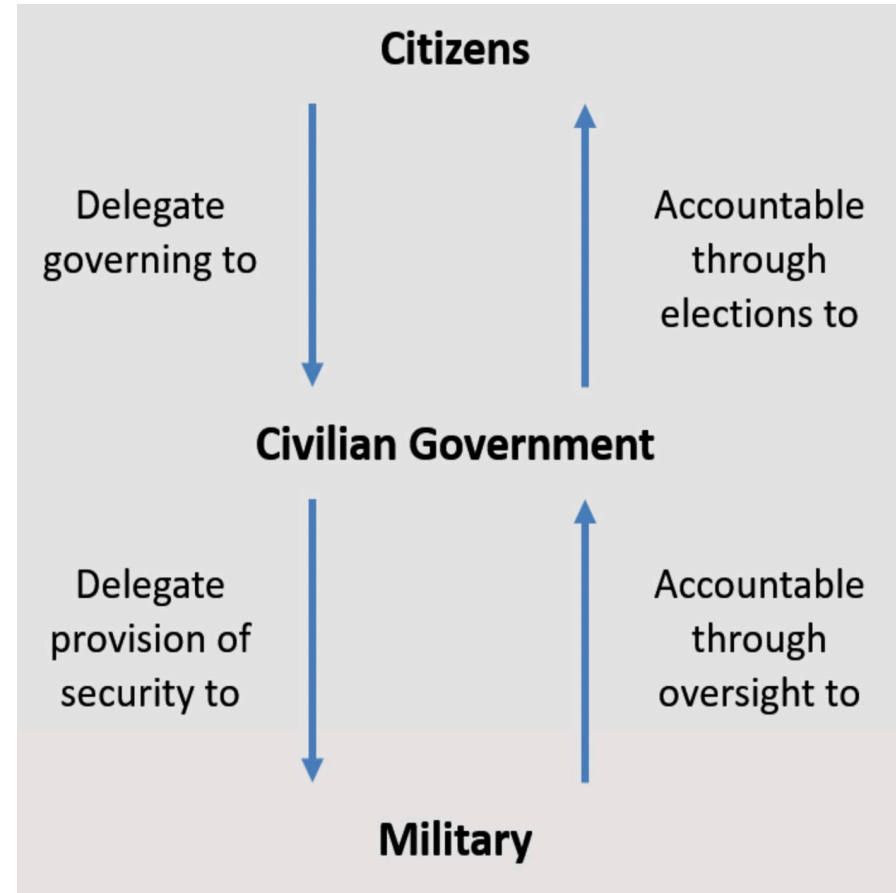 Citizens
Delegate
governing to
Accountable
through
elections to
Civilian Government
Delegate
provision of
security to
Accountable
through
oversight to
Military